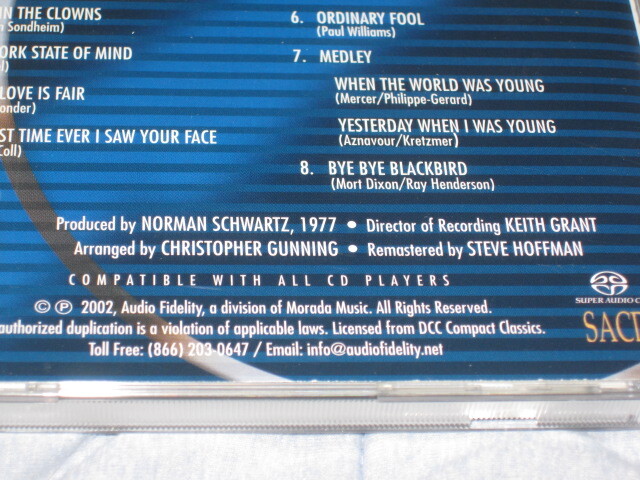 IN THE CLOWNS
Sondheim)
ORK STATE OF MIND
LOVE IS FAIR
onder)
ST TIME EVER I SAW YOUR FACE
Coll)
6. ORDINARY FOOL
(Paul Williams)
7. MEDLEY
WHEN THE WORLD WAS YOUNG
(Mercer/Philippe-Gerard)
YESTERDAY WHEN I WAS YOUNG
(Aznavour/Kretzmer)
8. BYE BYE BLACKBIRD
(Mort Dixon/Ray Henderson)
Produced by NORMAN SCHWARTZ, 1977 • Director of Recording KEITH GRANT
Arranged by CHRISTOPHER GUNNING • Remastered by STEVE HOFFMAN
COMPATIBLE WITH ALL CD PLAYERS
© ℗ 2002, Audio Fidelity, a division of Morada Music. All Rights Reserved.
authorized duplication is a violation of applicable laws. Licensed from DCC Compact Classics.
Toll Free: (866) 203-0647 / Email: info@audiofidelity.net
SUPER AUDIO C
SACD